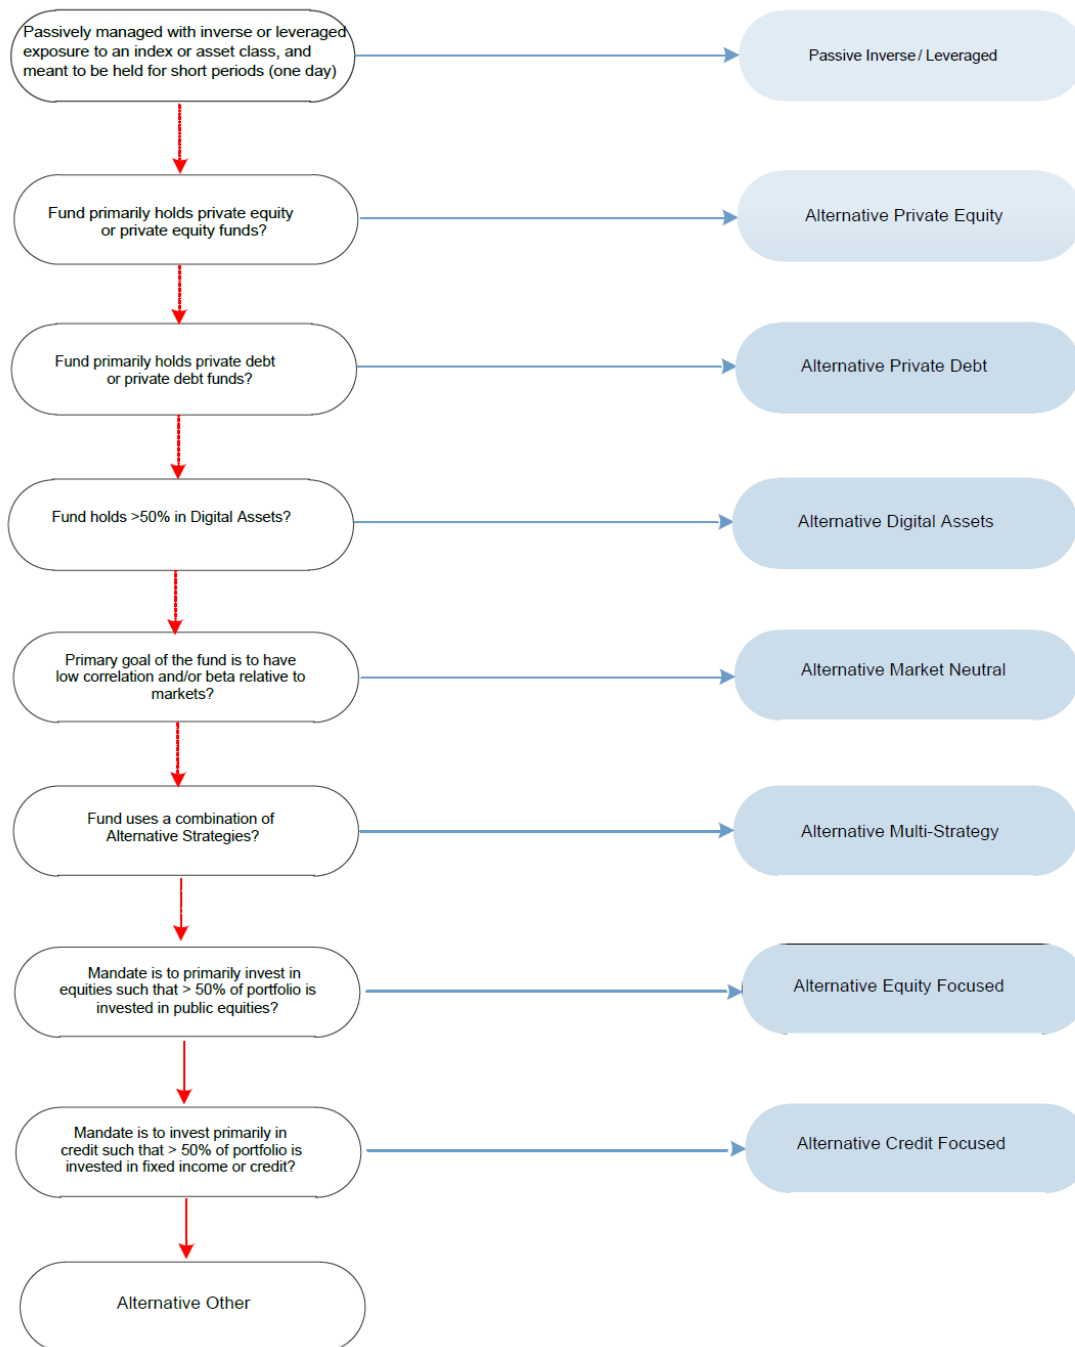 Passively managed with inverse or leveraged
exposure to an index or asset class, and
meant to be held for short periods (one day)
Passive Inverse / Leveraged
Fund primarily holds private equity
or private equity funds?
Alternative Private Equity
Fund primarily holds private debt
or private debt funds?
Alternative Private Debt
Fund holds >50% in Digital Assets?
Alternative Digital Assets
Primary goal of the fund is to have
low correlation and/or beta relative to
markets?
Alternative Market Neutral
Fund uses a combination of
Alternative Strategies?
Alternative Multi-Strategy
Mandate is to primarily invest in
equities such that > 50% of portfolio is
invested in public equities?
Alternative Equity Focused
Mandate is to invest primarily in
credit such that > 50% of portfolio is
invested in fixed income or credit?
Alternative Credit Focused
Alternative Other